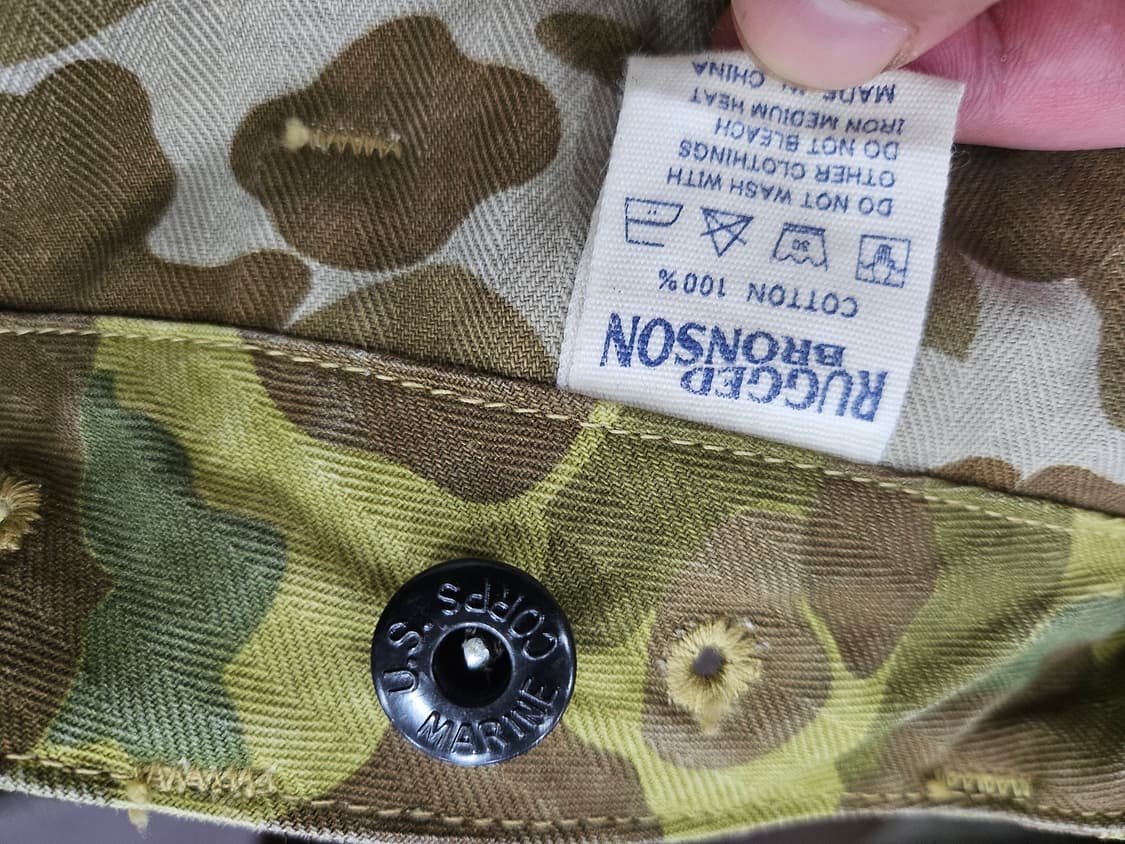 RUGGED
BRONSON
COTTON 100%
30
DO NOT WASH WITH
OTHER CLOTHINGS
DO NOT BLEACH
IRON MEDIUM HEAT
MADE IN CHINA
U.S. MARINE CORPS